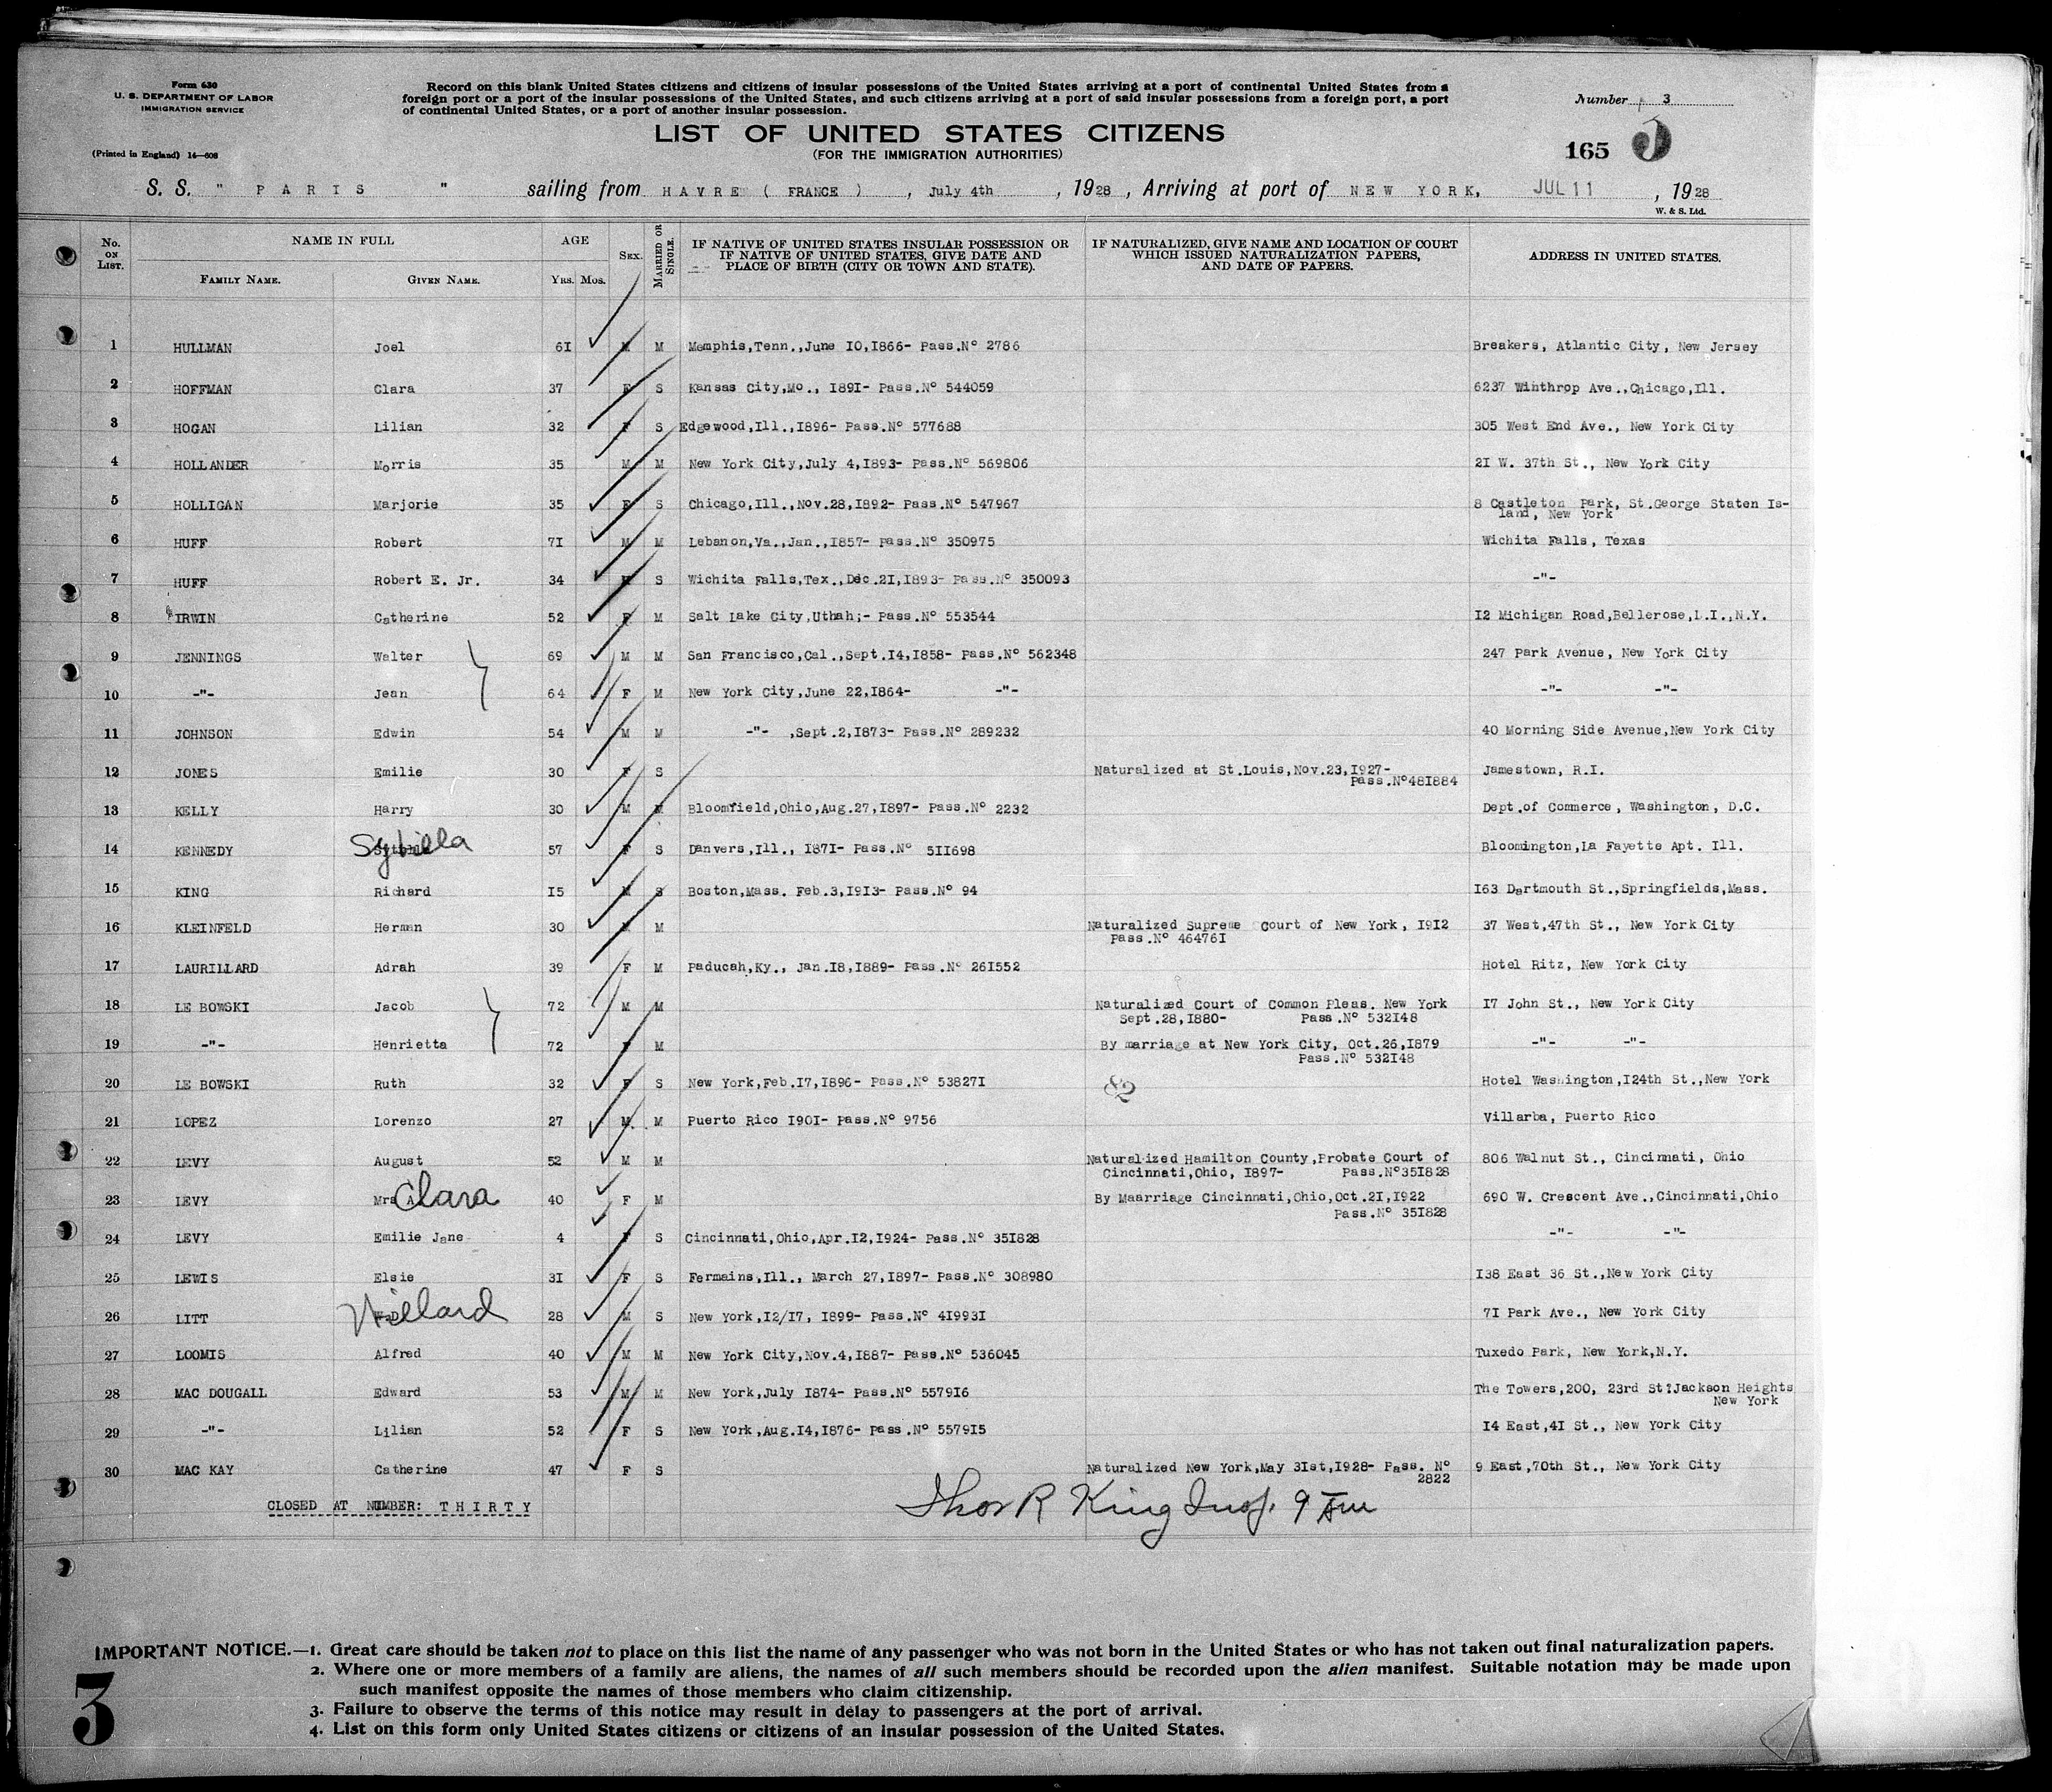 Form 630
U. S. DEPARTMENT OF LABOR
IMMIGRATION SERVICE
(Printed in England) 14—608
Record on this blank United States citizens and citizens of insular possessions of the United States arriving at a port of continental United States from a
foreign port or a port of the insular possessions of the United States, and such citizens arriving at a port of said insular possessions from a foreign port, a port
of continental United States, or a port of another insular possession.
Number 3
LIST OF UNITED STATES CITIZENS
(FOR THE IMMIGRATION AUTHORITIES)
165 J
S. S. " PARIS " sailing from HAVRE ( FRANCE ) , July 4th , 1928 , Arriving at port of NEW YORK, JUL 11 , 1928
W. & S. Ltd.
No. ON LIST. NAME IN FULL AGE SEX. MARRIED OR SINGLE. IF NATIVE OF UNITED STATES INSULAR POSSESSION OR IF NATIVE OF UNITED STATES, GIVE DATE AND PLACE OF BIRTH (CITY OR TOWN AND STATE). IF NATURALIZED, GIVE NAME AND LOCATION OF COURT WHICH ISSUED NATURALIZATION PAPERS, AND DATE OF PAPERS. ADDRESS IN UNITED STATES.
FAMILY NAME. GIVEN NAME. YRS. MOS.
1 HULLMAN Joel 61 M M Memphis,Tenn.,June 10,1866- Pass.Nº 2786 Breakers, Atlantic City, New Jersey
2 HOFFMAN Clara 37 F S Kansas City,Mo., 1891- Pass.Nº 544059 6237 Winthrop Ave.,Chicago,Ill.
3 HOGAN Lilian 32 F S Edgewood,Ill.,1896- Pass.Nº 577688 305 West End Ave., New York City
4 HOLLANDER Morris 35 M M New York City,July 4,1893- Pass.Nº 569806 21 W. 37th St., New York City
5 HOLLIGAN Marjorie 35 F S Chicago,Ill.,Nov.28,1892- Pass.Nº 547967 8 Castleton Park, St.George Staten Is-
land, New York
6 HUFF Robert 71 M M Lebanon,Va.,Jan.,1857- Pass.Nº 350975 Wichita Falls, Texas
7 HUFF Robert E. Jr. 34 M S Wichita Falls,Tex.,Dec.21,1893- Pass.Nº 350093 -"-
8 IRWIN Catherine 52 F M Salt Lake City,Uthah;- Pass.Nº 553544 12 Michigan Road,Bellerose,L.I.,N.Y.
9 JENNINGS Walter 69 M M San Francisco,Cal.,Sept.14,1858- Pass.Nº 562348 247 Park Avenue, New York City
10 -"- Jean 64 F M New York City,June 22,1864- -"- -"- -"-
11 JOHNSON Edwin 54 M M -"- ,Sept.2,1873- Pass.Nº 289232 40 Morning Side Avenue,New York City
12 JONES Emilie 30 F S Naturalized at St.Louis,Nov.23,1927- Jamestown, R.I.
Pass.Nº481884
13 KELLY Harry 30 M M Bloomfield,Ohio,Aug.27,1897- Pass.Nº 2232 Dept.of Commerce, Washington, D.C.
14 KENNEDY Sybilla 57 F S Danvers,Ill., 1871- Pass.Nº 511698 Bloomington,La Fayette Apt. Ill.
15 KING Richard 15 M S Boston,Mass. Feb.3,1913- Pass.Nº 94 163 Dartmouth St.,Springfields,Mass.
16 KLEINFELD Herman 30 M M Naturalized Supreme Court of New York, 1912 37 West,47th St., New York City
Pass.Nº 464761
17 LAURILLARD Adrah 39 F M Paducah,Ky., Jan.18,1889- Pass.Nº 261552 Hotel Ritz, New York City
18 LE BOWSKI Jacob 72 M M Naturalized Court of Common Pleas. New York 17 John St., New York City
Sept.28,1880- Pass.Nº 532148
19 -"- Henrietta 72 F M By marriage at New York City, Oct.26,1879 -"- -"-
Pass.Nº 532148
20 LE BOWSKI Ruth 32 F S New York,Feb.17,1896- Pass.Nº 538271 Hotel Washington,124th St.,New York
21 LOPEZ Lorenzo 27 M. M Puerto Rico 1901- Pass.Nº 9756 Villarba, Puerto Rico
22 LEVY August 52 M M Naturalized Hamilton County,Probate Court of 806 Walnut St., Cincinnati, Ohio
Cincinnati,Ohio, 1897- Pass.Nº351828
23 LEVY Mrs A Clara 40 F M By Maarriage Cincinnati,Ohio,Oct.21,1922 690 W. Crescent Ave.,Cincinnati,Ohio
Pass.Nº 351828
24 LEVY Emilie Jane 4 F S Cincinnati,Ohio,Apr.12,1924- Pass.Nº 351828 -"- -"-
25 LEWIS Elsie 31 F S Fermains,Ill., March 27,1897- Pass.Nº 308980 138 East 36 St.,New York City
26 LITT Willard 28 M S New York,12/17, 1899- Pass.Nº 419931 71 Park Ave., New York City
27 LOOMIS Alfred 40 M M New York City,Nov.4,1887- Pass.Nº 536045 Tuxedo Park, New York,N.Y.
28 MAC DOUGALL Edward 53 M M New York,July 1874- Pass.Nº 557916 The Towers,200, 23rd St:Jackson Heights
New York
29 -"- Lilian 52 F S New York,Aug.14,1876- Pass.Nº 557915 14 East,41 St., New York City
30 MAC KAY Catherine 47 F S Naturalized New York,May 31st,1928- Pass. Nº 9 East,70th St., New York City
2822
CLOSED AT NUMBER: THIRTY
Thos R King Insp.
IMPORTANT NOTICE.—1. Great care should be taken not to place on this list the name of any passenger who was not born in the United States or who has not taken out final naturalization papers.
2. Where one or more members of a family are aliens, the names of all such members should be recorded upon the alien manifest. Suitable notation may be made upon
such manifest opposite the names of those members who claim citizenship.
3. Failure to observe the terms of this notice may result in delay to passengers at the port of arrival.
4. List on this form only United States citizens or citizens of an insular possession of the United States.
3